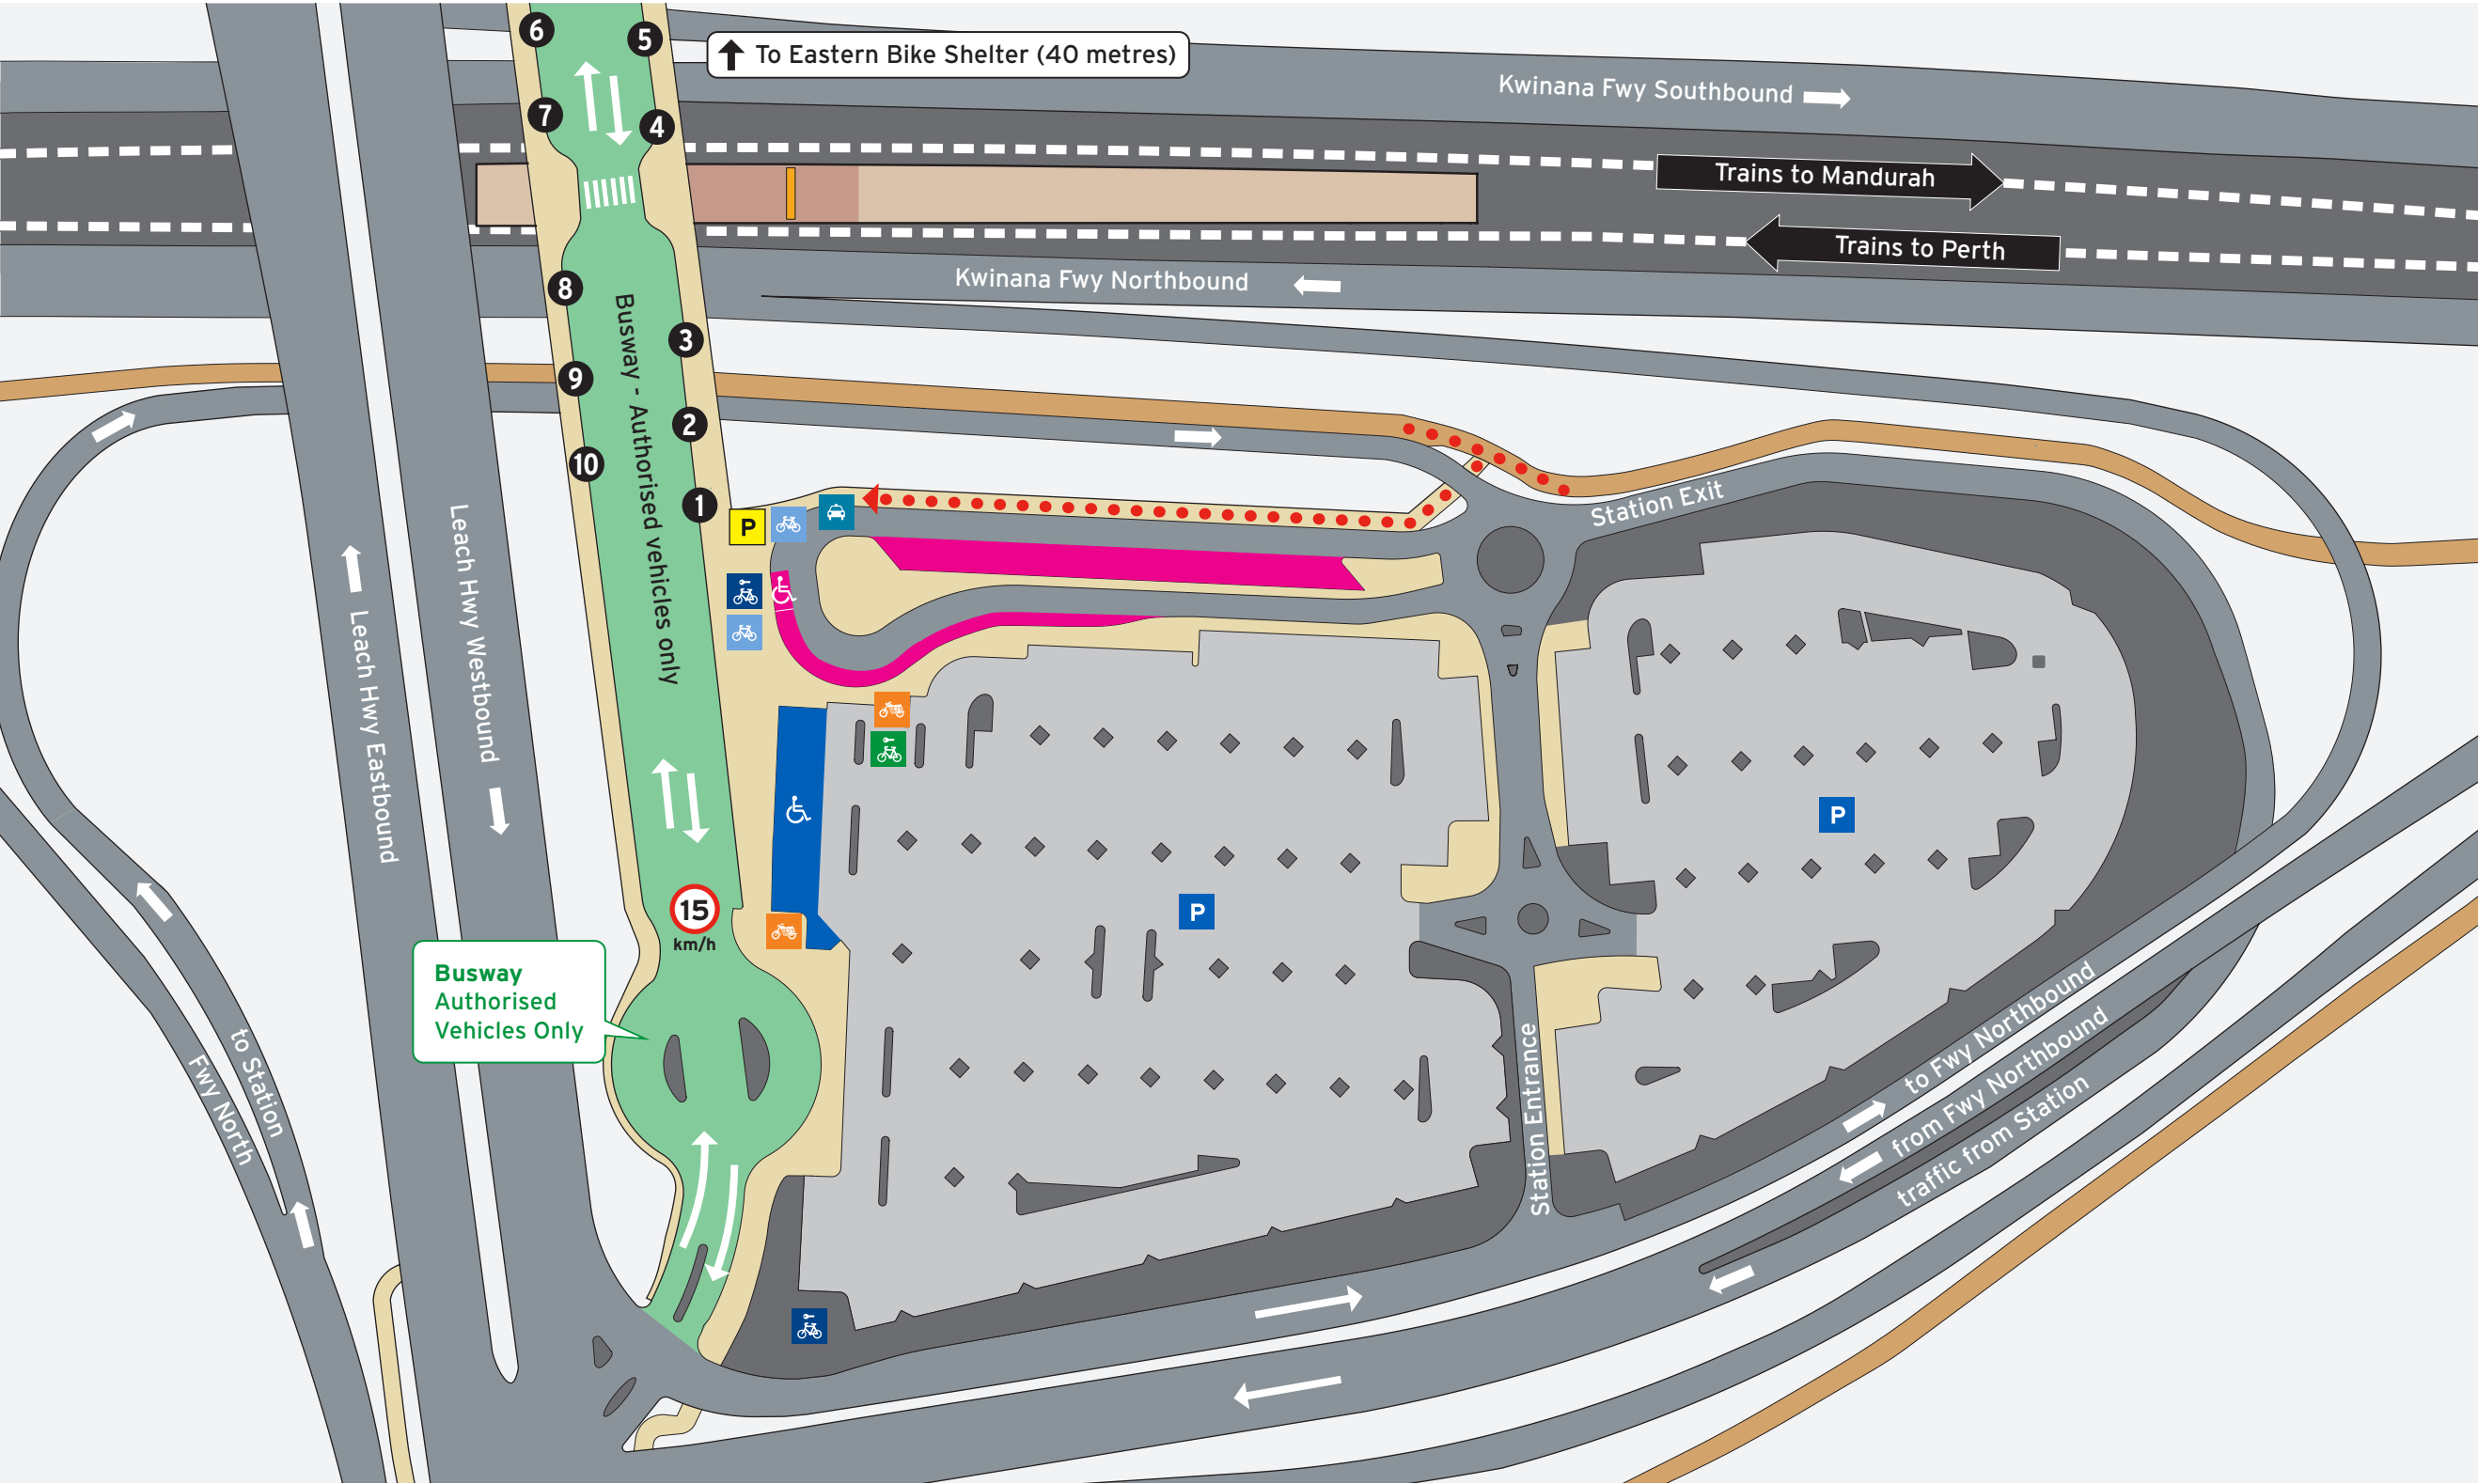 6
5
To Eastern Bike Shelter (40 metres)
Kwinana Fwy Southbound
7
4
Trains to Mandurah
Trains to Perth
Kwinana Fwy Northbound
8
3
9
2
10
1
Busway - Authorised vehicles only
P
Station Exit
Leach Hwy Westbound
Leach Hwy Eastbound
P
P
15
km/h
Busway
Authorised
Vehicles Only
to Station
Fwy North
Station Entrance
to Fwy Northbound
from Fwy Northbound
traffic from Station